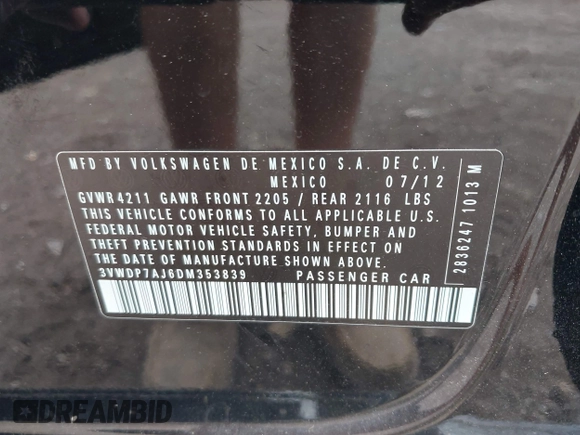 MFD BY VOLKSWAGEN DE MEXICO S.A. DE C.V.
MEXICO 07/12
GVWR 4211 GAWR FRONT 2205 / REAR 2116 LBS
THIS VEHICLE CONFORMS TO ALL APPLICABLE U.S.
FEDERAL MOTOR VEHICLE SAFETY, BUMPER AND
THEFT PREVENTION STANDARDS IN EFFECT ON
THE DATE OF MANUFACTURE SHOWN ABOVE.
3VWDP7AJ6DM353839 PASSENGER CAR
28362471013 M
DREAMBID